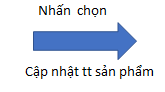 Nhấn chọn
Cập nhật tt sản phẩm